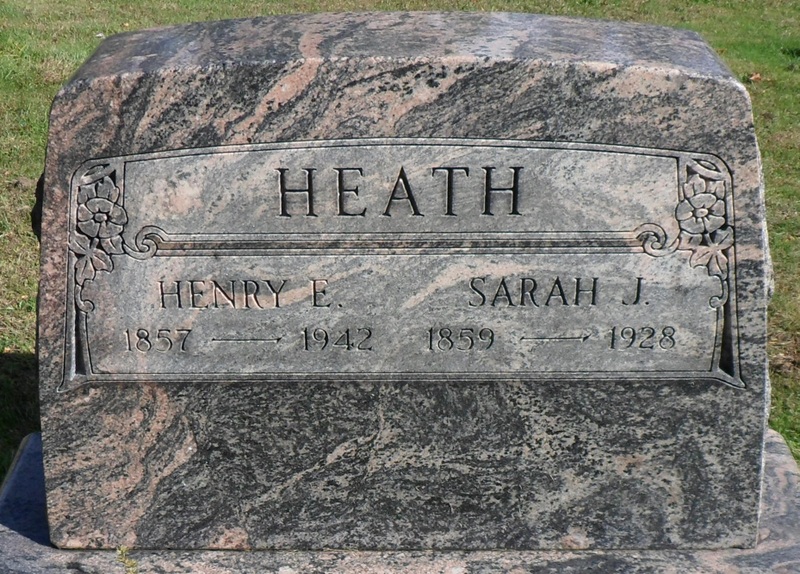 HEATH
HENRY E. SARAH J.
1857 → 1942 1859 → 1928